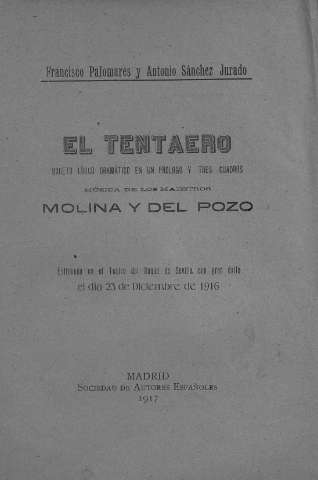 Francisco Palomares y Antonio Sánchez Jurado
EL TENTAERO
BOCETO LÍRICO DRAMÁTICO EN UN PRÓLOGO Y TRES CUADROS
MÚSICA DE LOS MAESTROS
MOLINA Y DEL POZO
Estrenado en el Teatro del Duque de Sevilla con gran éxito
el día 23 de Diciembre de 1916
MADRID
SOCIEDAD DE AUTORES ESPAÑOLES
1917